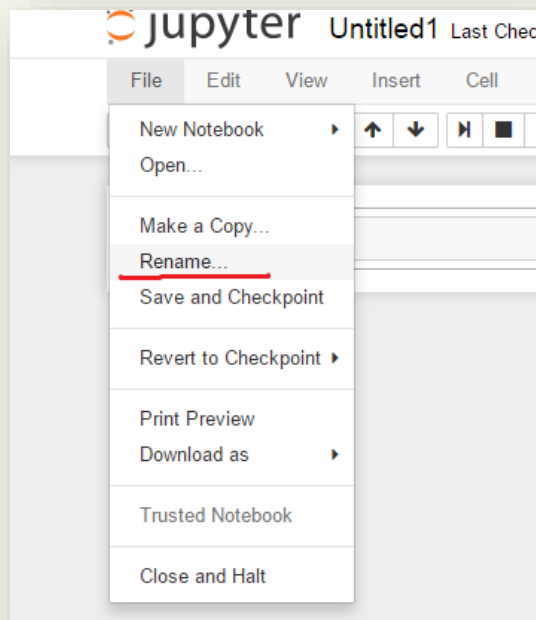 jupyter Untitled1 Last Chec
File Edit View Insert Cell
New Notebook
Open...
Make a Copy...
Rename...
Save and Checkpoint
Revert to Checkpoint
Print Preview
Download as
Trusted Notebook
Close and Halt